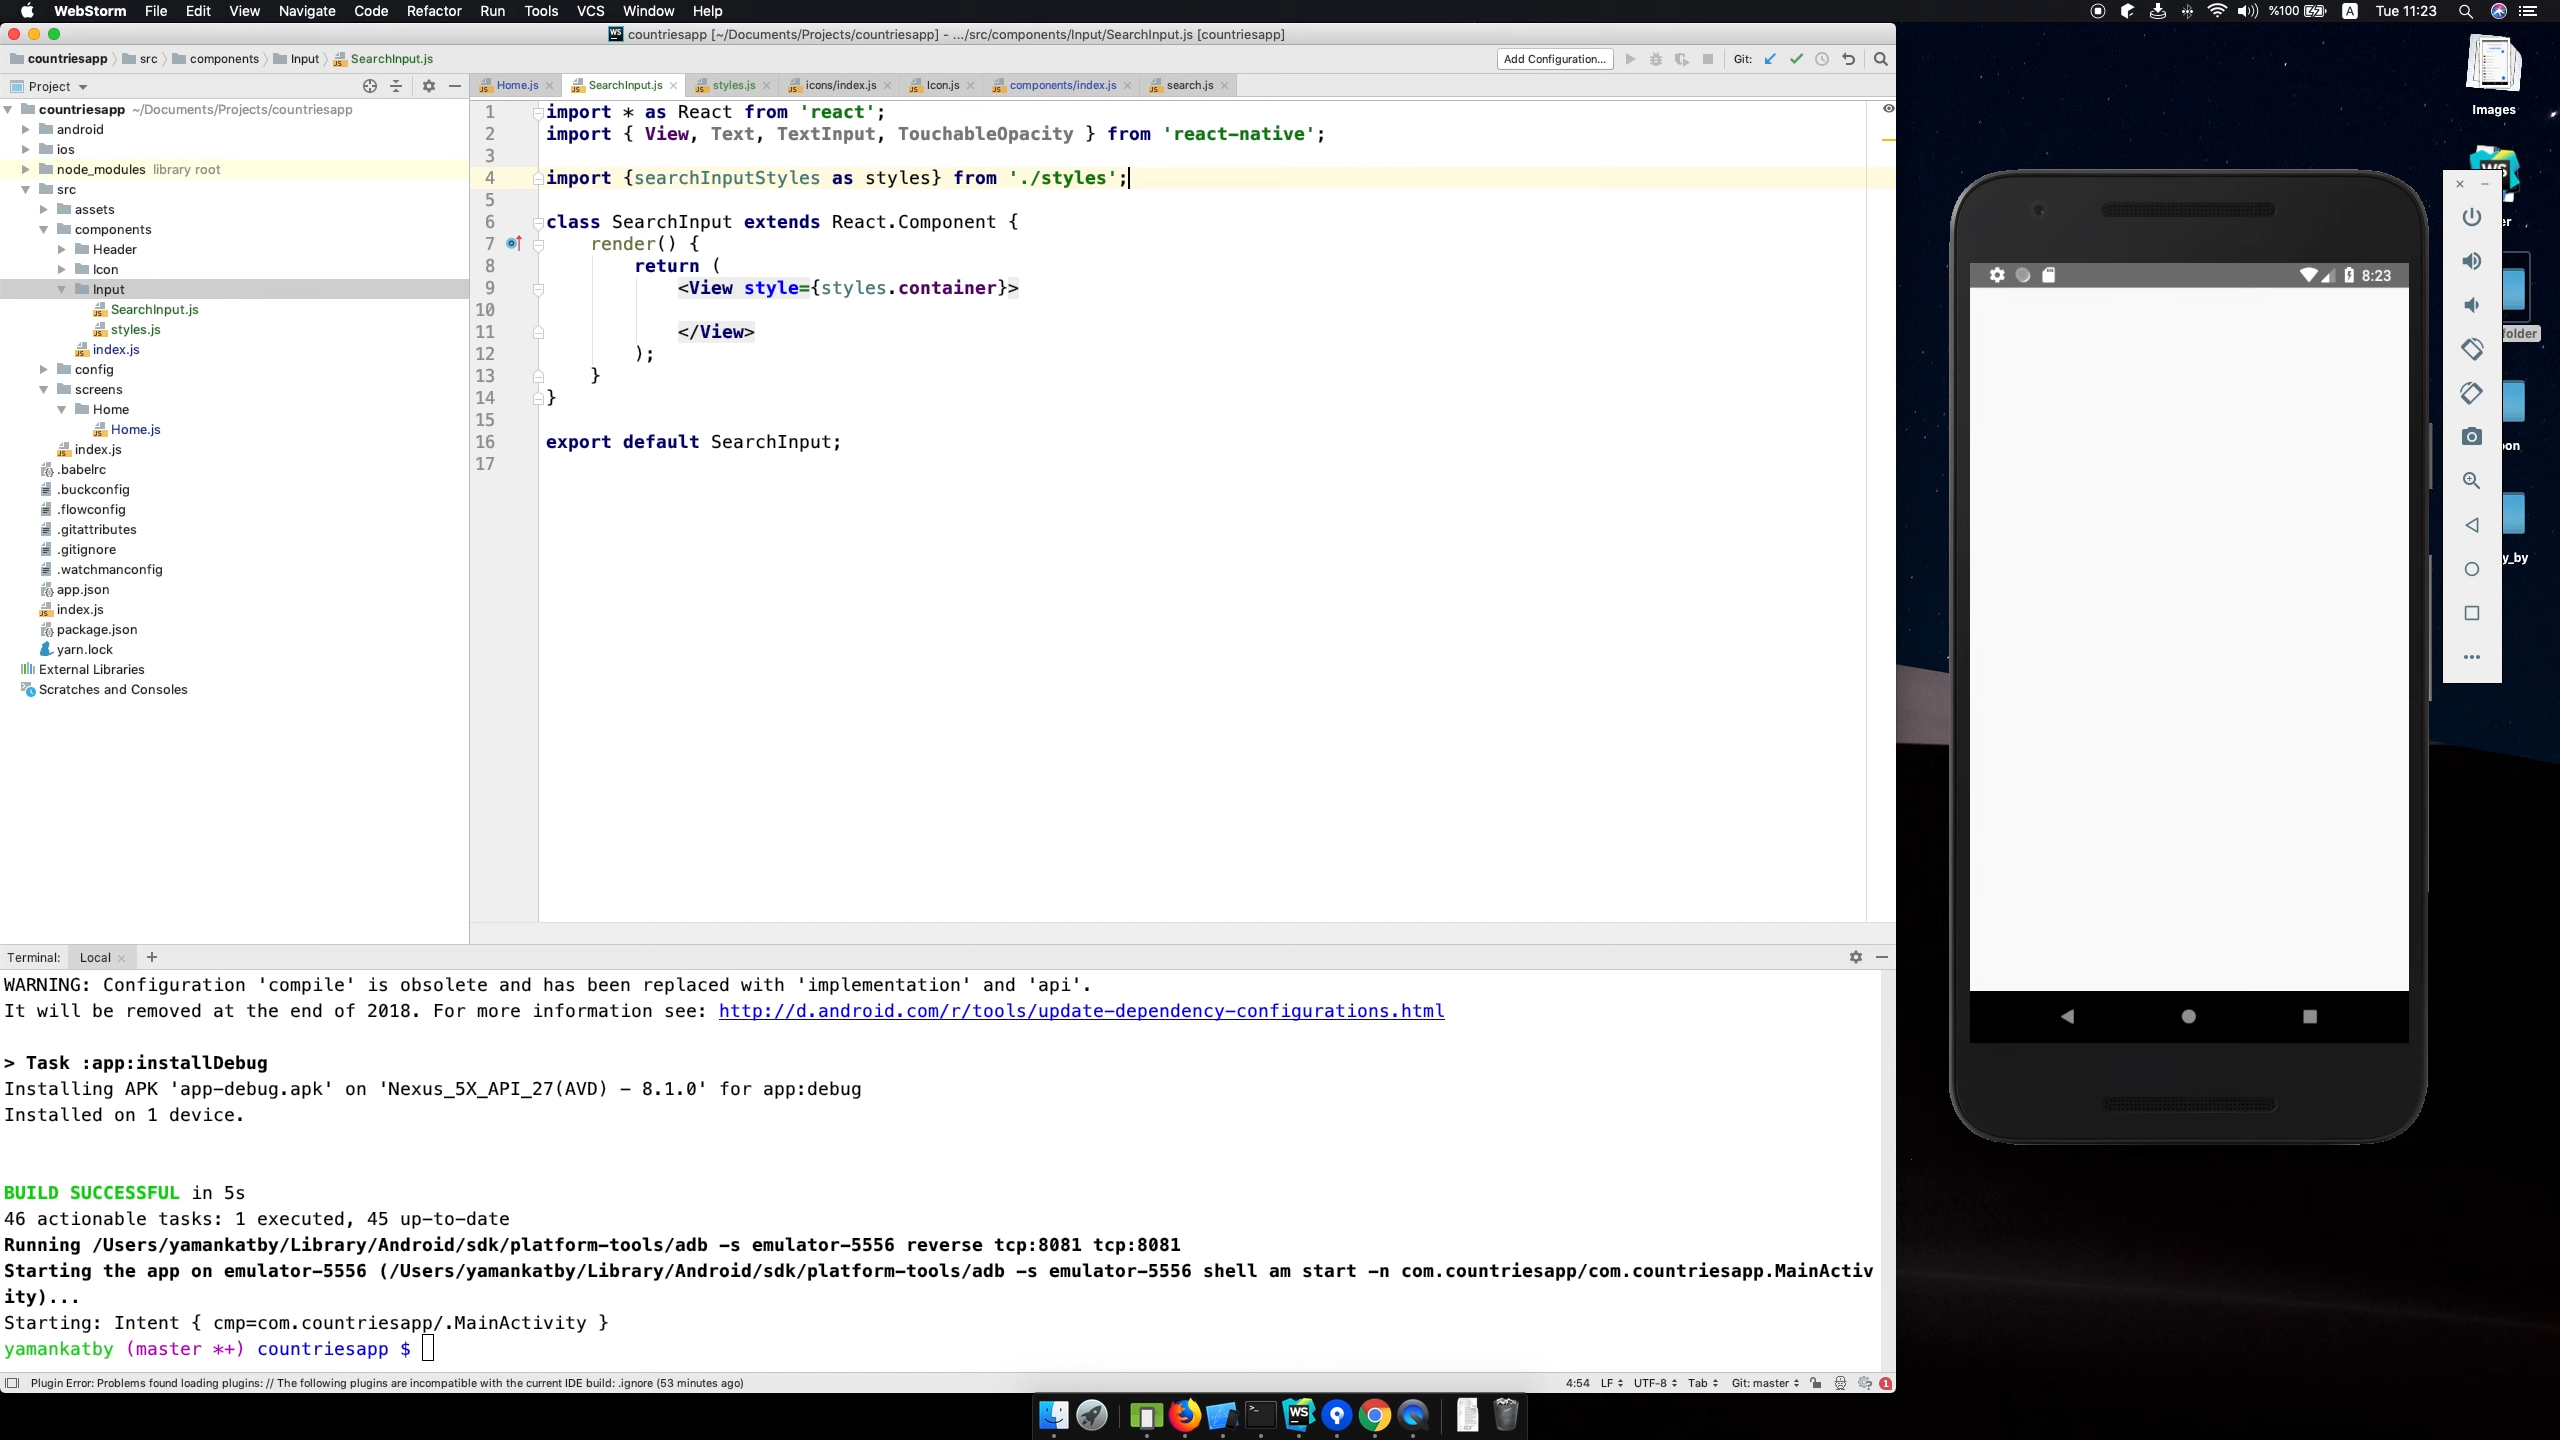 WebStorm File Edit View Navigate Code Refactor Run Tools VCS Window Help
%100 A Tue 11:23
countriesapp [~/Documents/Projects/countriesapp] - .../src/components/Input/SearchInput.js [countriesapp]
countriesapp src components Input SearchInput.js
Add Configuration... Git:
Project
Home.js SearchInput.js styles.js icons/index.js Icon.js components/index.js search.js
countriesapp ~/Documents/Projects/countriesapp
android
ios
node_modules library root
src
assets
components
Header
Icon
Input
SearchInput.js
styles.js
index.js
config
screens
Home
Home.js
index.js
.babelrc
.buckconfig
.flowconfig
.gitattributes
.gitignore
.watchmanconfig
app.json
index.js
package.json
yarn.lock
External Libraries
Scratches and Consoles
1 import * as React from 'react';
2 import { View, Text, TextInput, TouchableOpacity } from 'react-native';
3
4 import {searchInputStyles as styles} from './styles';
5
6 class SearchInput extends React.Component {
7 render() {
8 return (
9 <View style={styles.container}>
10
11 </View>
12 );
13 }
14 }
15
16 export default SearchInput;
17
Terminal: Local +
WARNING: Configuration 'compile' is obsolete and has been replaced with 'implementation' and 'api'.
It will be removed at the end of 2018. For more information see: http://d.android.com/r/tools/update-dependency-configurations.html
> Task :app:installDebug
Installing APK 'app-debug.apk' on 'Nexus_5X_API_27(AVD) - 8.1.0' for app:debug
Installed on 1 device.
BUILD SUCCESSFUL in 5s
46 actionable tasks: 1 executed, 45 up-to-date
Running /Users/yamankatby/Library/Android/sdk/platform-tools/adb -s emulator-5556 reverse tcp:8081 tcp:8081
Starting the app on emulator-5556 (/Users/yamankatby/Library/Android/sdk/platform-tools/adb -s emulator-5556 shell am start -n com.countriesapp/com.countriesapp.MainActiv
ity)...
Starting: Intent { cmp=com.countriesapp/.MainActivity }
yamankatby (master *+) countriesapp $
Plugin Error: Problems found loading plugins: // The following plugins are incompatible with the current IDE build: .ignore (53 minutes ago)
4:54 LF UTF-8 Tab Git: master 1
Images
WS
er
folder
oon
y_by
8:23
WS